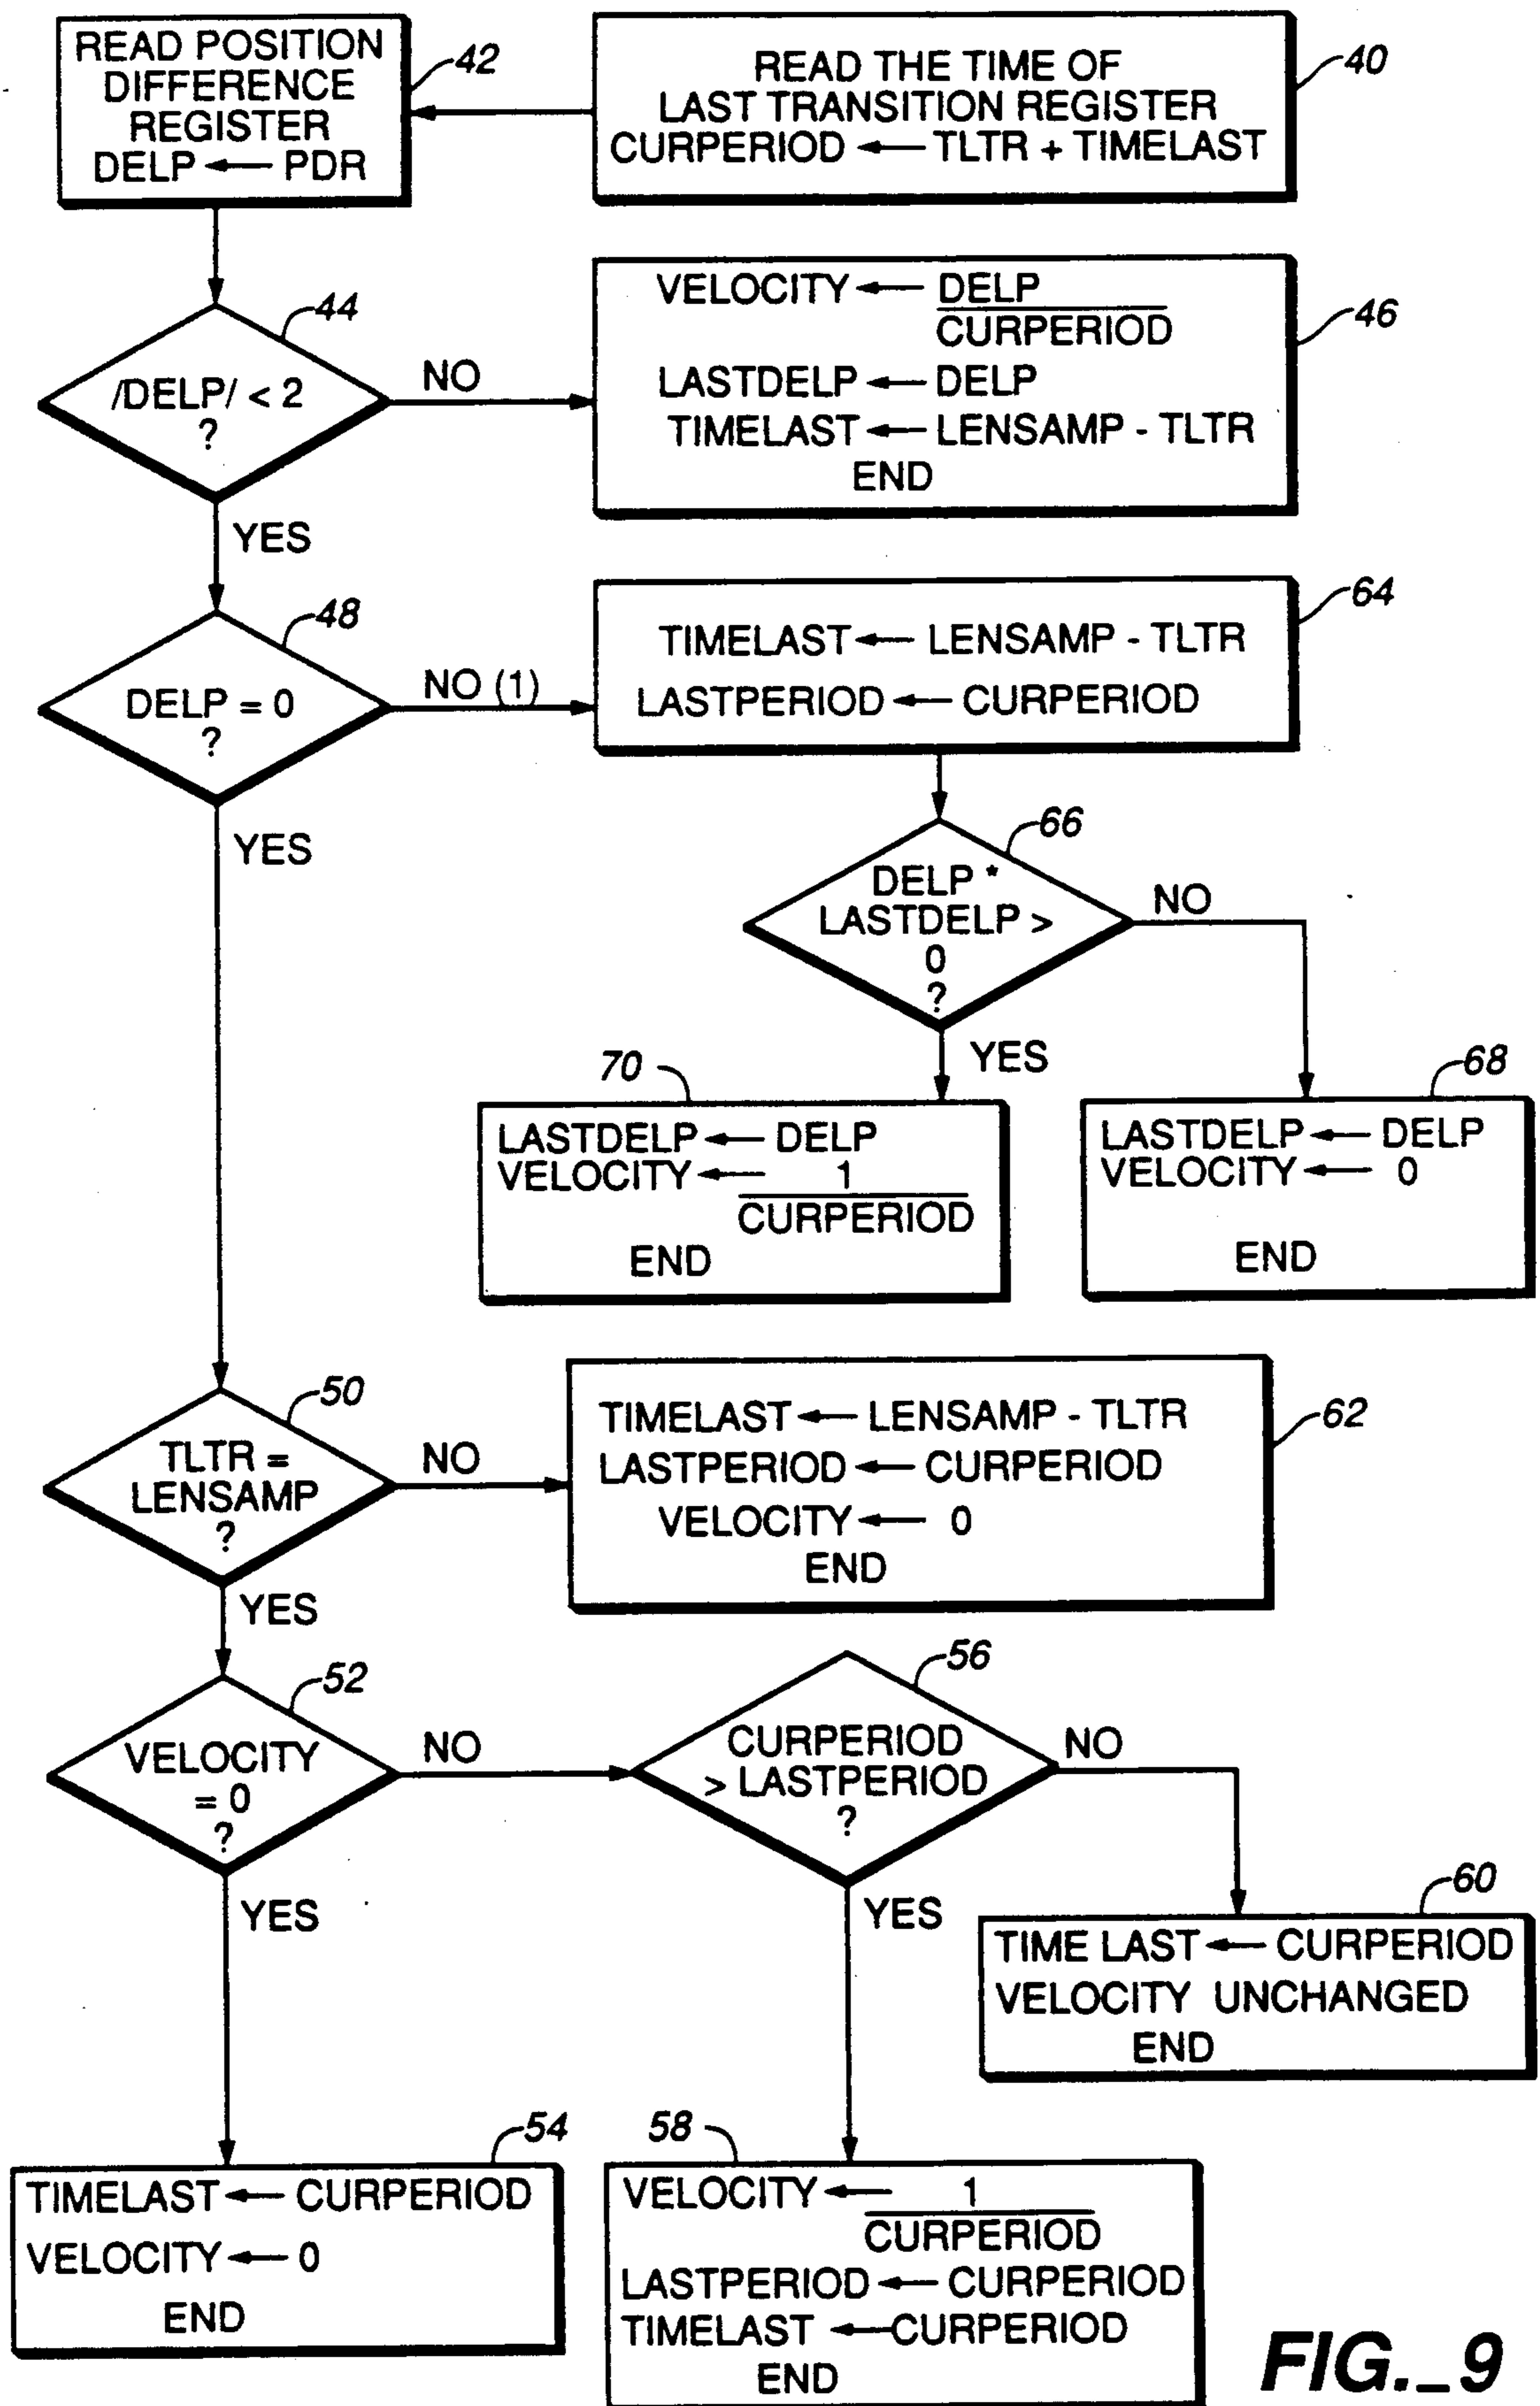 READ POSITION
DIFFERENCE
REGISTER
DELP ← PDR
42
READ THE TIME OF
LAST TRANSITION REGISTER
CURPERIOD ← TLTR + TIMELAST
40
44
/DELP/ < 2
?
NO
YES
VELOCITY ← DELP
CURPERIOD
LASTDELP ← DELP
TIMELAST ← LENSAMP - TLTR
END
46
48
DELP = 0
?
NO (1)
YES
TIMELAST ← LENSAMP - TLTR
LASTPERIOD ← CURPERIOD
64
66
DELP *
LASTDELP >
0
?
NO
YES
70
LASTDELP ← DELP
VELOCITY ← 1
CURPERIOD
END
68
LASTDELP ← DELP
VELOCITY ← 0
END
50
TLTR =
LENSAMP
?
NO
YES
TIMELAST ← LENSAMP - TLTR
LASTPERIOD ← CURPERIOD
VELOCITY ← 0
END
62
52
VELOCITY
= 0
?
NO
YES
56
CURPERIOD
> LASTPERIOD
?
NO
YES
60
TIME LAST ← CURPERIOD
VELOCITY UNCHANGED
END
54
TIMELAST ← CURPERIOD
VELOCITY ← 0
END
58
VELOCITY ← 1
CURPERIOD
LASTPERIOD ← CURPERIOD
TIMELAST ← CURPERIOD
END
FIG._9